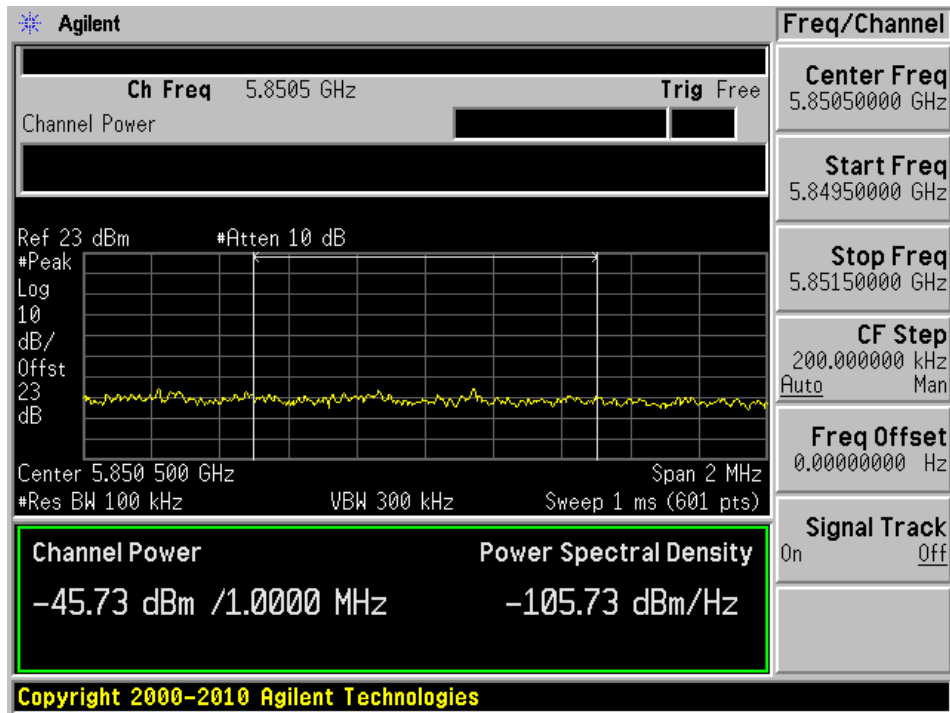 Agilent
Freq/Channel
Ch Freq 5.8505 GHz Trig Free
Channel Power
Ref 23 dBm #Atten 10 dB
#Peak
Log
10
dB/
Offst
23
dB
Center 5.850 500 GHz Span 2 MHz
#Res BW 100 kHz VBW 300 kHz Sweep 1 ms (601 pts)
Channel Power Power Spectral Density
-45.73 dBm /1.0000 MHz -105.73 dBm/Hz
Copyright 2000-2010 Agilent Technologies
Center Freq
5.85050000 GHz
Start Freq
5.84950000 GHz
Stop Freq
5.85150000 GHz
CF Step
200.000000 kHz
Auto Man
Freq Offset
0.00000000 Hz
Signal Track
On Off